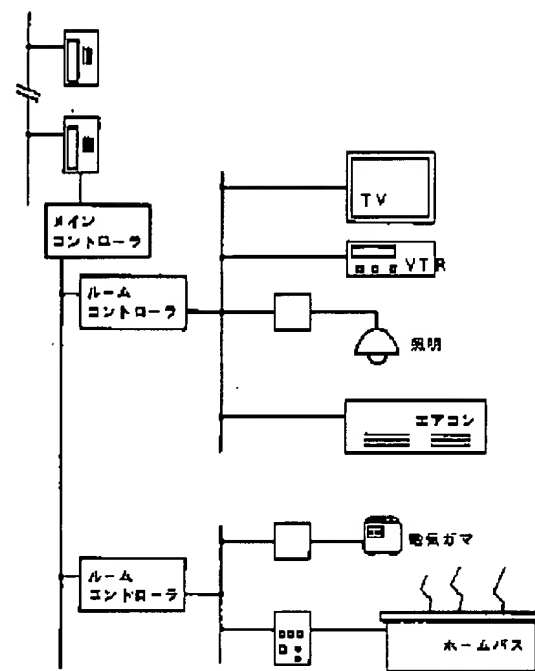 メイン
コントローラ
TV
VTR
ルーム
コントローラ
照明
エアコン
電気ガマ
ルーム
コントローラ
ホームバス